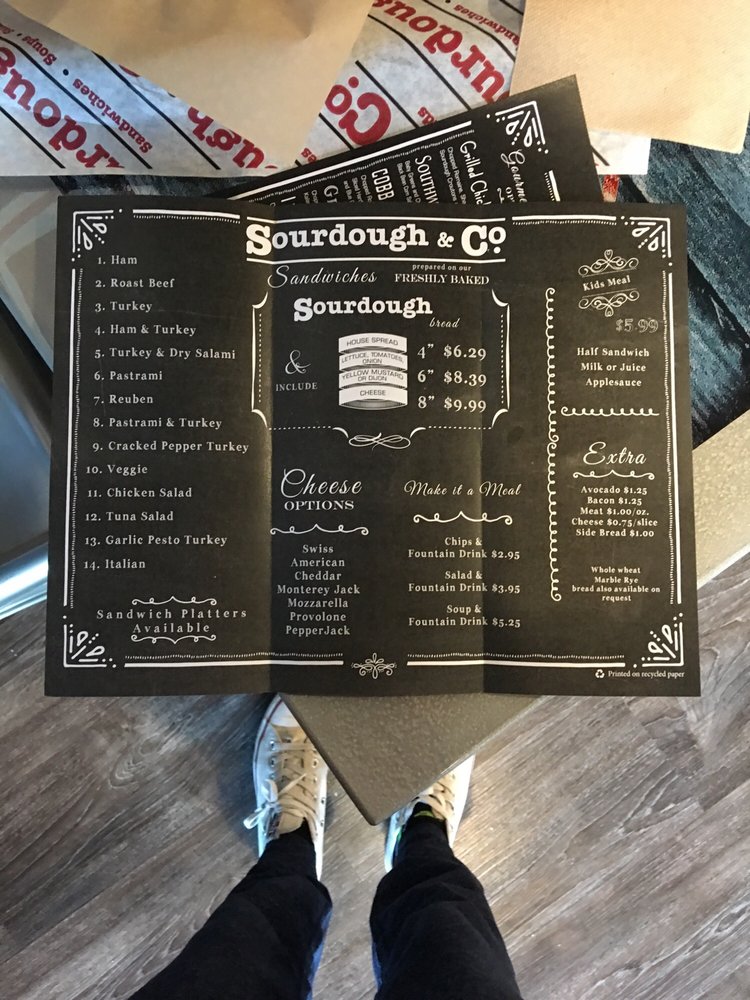 Sourdough
Sandwiches • Soups,
Co.
Grilled Chic
Gourme
SOUTHW
COBB
Sourdough & Co.
Sandwiches
prepared on our
FRESHLY BAKED
Sourdough
bread
& INCLUDE
HOUSE SPREAD
LETTUCE, TOMATOES,
ONION
YELLOW MUSTARD
OR DIJON
CHEESE
4" $6.29
6" $8.39
8" $9.99
1. Ham
2. Roast Beef
3. Turkey
4. Ham & Turkey
5. Turkey & Dry Salami
6. Pastrami
7. Reuben
8. Pastrami & Turkey
9. Cracked Pepper Turkey
10. Veggie
11. Chicken Salad
12. Tuna Salad
13. Garlic Pesto Turkey
14. Italian
Sandwich Platters
Available
Cheese
OPTIONS
Swiss
American
Cheddar
Monterey Jack
Mozzarella
Provolone
PepperJack
Make it a Meal
Chips &
Fountain Drink $2.95
Salad &
Fountain Drink $3.95
Soup &
Fountain Drink $5.25
Kids Meal
$5.99
Half Sandwich
Milk or Juice
Applesauce
Extra
Avocado $1.25
Bacon $1.25
Meat $1.00/oz.
Cheese $0.75/slice
Side Bread $1.00
Whole wheat
Marble Rye
bread also available on
request
Printed on recycled paper